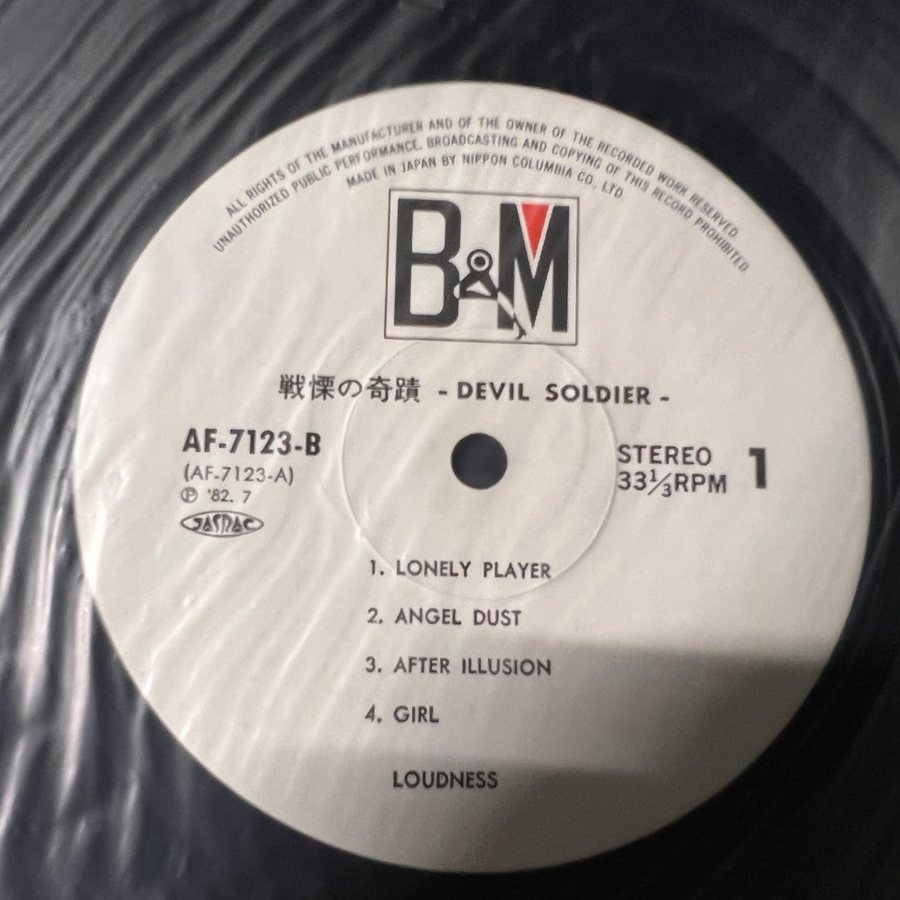 ALL RIGHTS OF THE MANUFACTURER AND OF THE OWNER OF THE RECORDED WORK RESERVED.
UNAUTHORIZED PUBLIC PERFORMANCE, BROADCASTING AND COPYING OF THIS RECORD PROHIBITED.
MADE IN JAPAN BY NIPPON COLUMBIA CO., LTD.
B&M
戦慄の奇蹟 - DEVIL SOLDIER -
AF-7123-B
(AF-7123-A)
℗ '82. 7
JASRAC
STEREO
33⅓RPM
1
1. LONELY PLAYER
2. ANGEL DUST
3. AFTER ILLUSION
4. GIRL
LOUDNESS